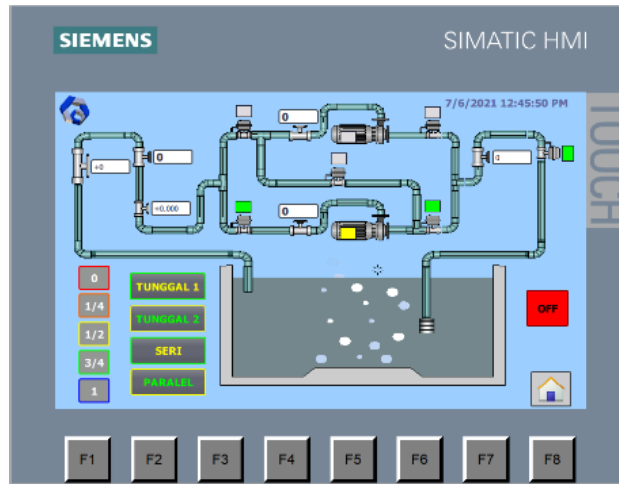 SIEMENS
SIMATIC HMI
TOUCH
7/6/2021 12:45:50 PM
0
+0
0
0
+0.000
0
0
TUNGGAL 1
1/4
TUNGGAL 2
1/2
SERI
3/4
PARALEL
1
OFF
F1 F2 F3 F4 F5 F6 F7 F8